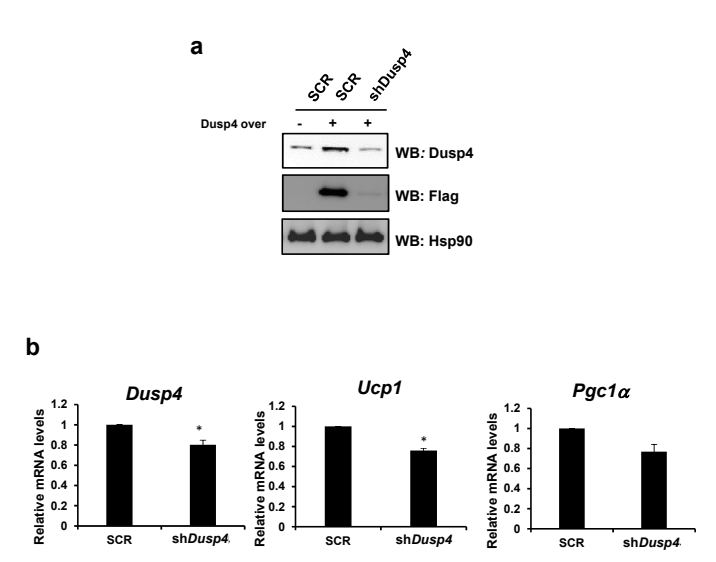 a
SCR SCR shDusp4
Dusp4 over - + +
WB: Dusp4
WB: Flag
WB: Hsp90
b
Dusp4
Relative mRNA levels
1.2
1
0.8
0.6
0.4
0.2
0
*
SCR shDusp4
Ucp1
Relative mRNA levels
1.2
1
0.8
0.6
0.4
0.2
0
*
SCR shDusp4
Pgc1α
Relative mRNA levels
1.2
1
0.8
0.6
0.4
0.2
0
SCR shDusp4